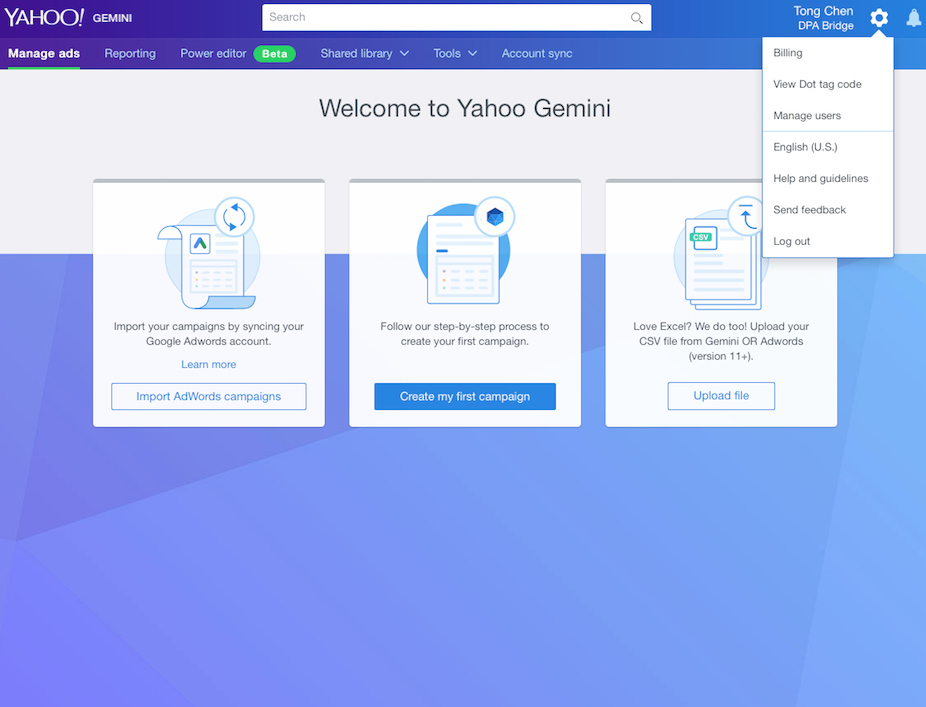 YAHOO! GEMINI
Search
Tong Chen
DPA Bridge
Manage ads
Reporting
Power editor Beta
Shared library
Tools
Account sync
Billing
View Dot tag code
Manage users
English (U.S.)
Help and guidelines
Send feedback
Log out
Welcome to Yahoo Gemini
Import your campaigns by syncing your
Google Adwords account.
Learn more
Import AdWords campaigns
Follow our step-by-step process to
create your first campaign.
Create my first campaign
CSV
Love Excel? We do too! Upload your
CSV file from Gemini OR Adwords
(version 11+).
Upload file